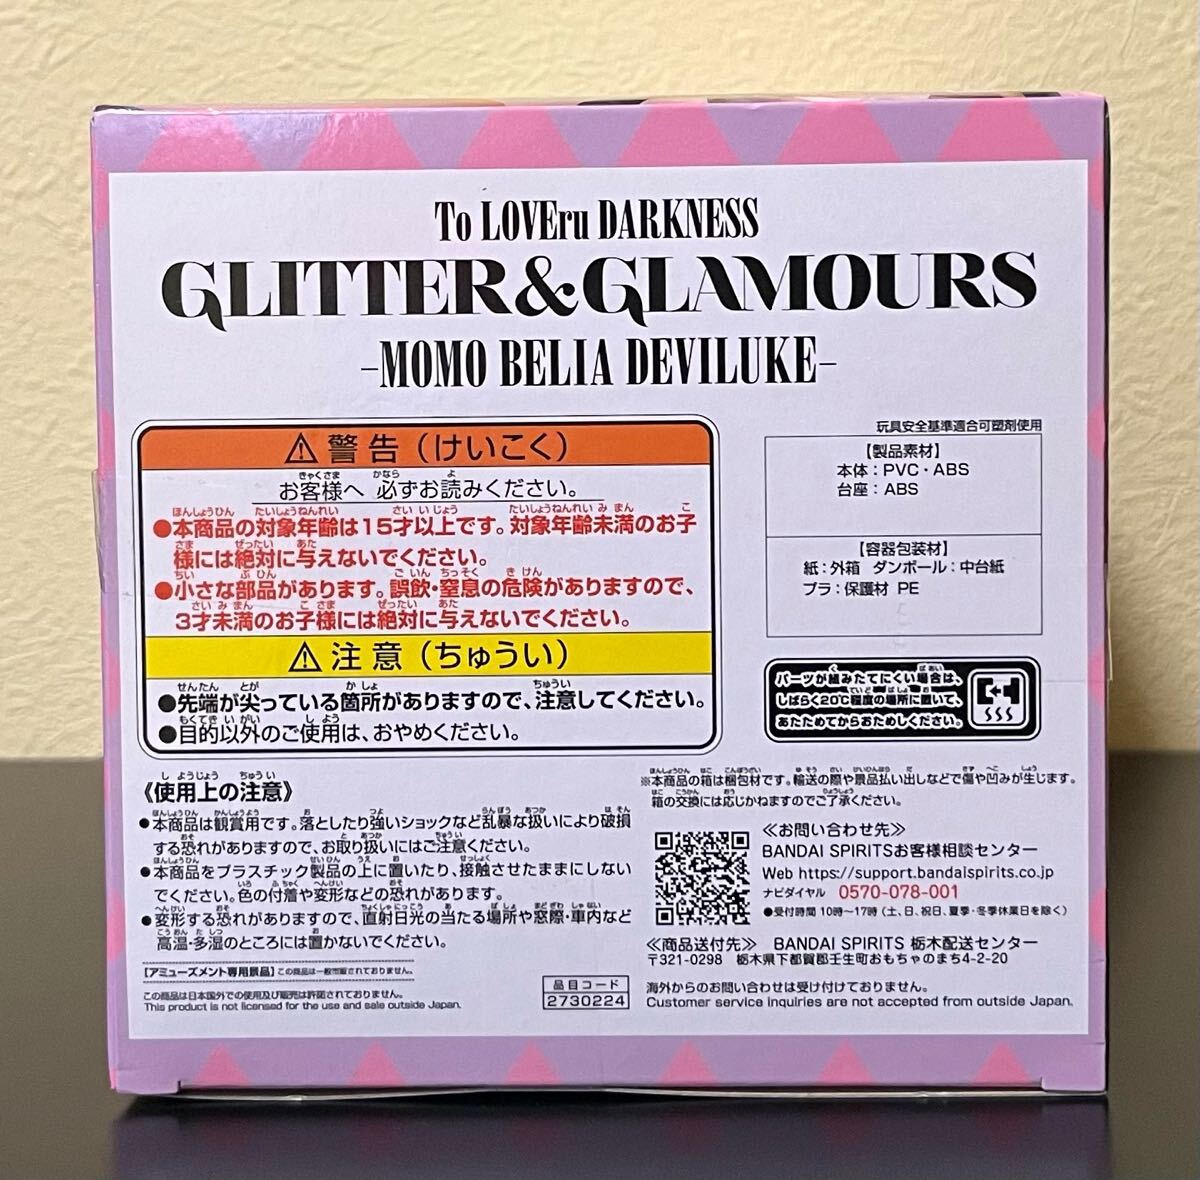 To LOVEru DARKNESS
GLITTER&GLAMOURS
-MOMO BELIA DEVILUKE-
⚠警告(けいこく)
お客様へ 必ずお読みください。
●本商品の対象年齢は15才以上です。対象年齢未満のお子
様には絶対に与えないでください。
●小さな部品があります。誤飲・窒息の危険がありますので、
3才未満のお子様には絶対に与えないでください。
⚠注意(ちゅうい)
●先端が尖っている箇所がありますので、注意してください。
●目的以外のご使用は、おやめください。
玩具安全基準適合可塑剤使用
【製品素材】
本体:PVC・ABS
台座:ABS
【容器包装材】
紙:外箱 ダンボール:中台紙
プラ:保護材 PE
パーツが組みたてにくい場合は、
しばらく20℃程度の場所に置いて、
あたためてからおためしください。
《使用上の注意》
●本商品は観賞用です。落としたり強いショックなど乱暴な扱いにより破損
する恐れがありますので、お取り扱いにはご注意ください。
●本商品をプラスチック製品の上に置いたり、接触させたままにしない
でください。色の付着や変形などの恐れがあります。
●変形する恐れがありますので、直射日光の当たる場所や窓際・車内など
高温・多湿のところには置かないでください。
【アミューズメント専用景品】この商品は一般市販されておりません。
この商品は日本国外での使用及び販売は許諾されておりません。
This product is not licensed for the use and sale outside Japan.
品目コード
2730224
※本商品の箱は梱包材です。輸送の際や景品払い出しなどで傷や凹みが生じます。
箱の交換には応じかねますのでご了承ください。
≪お問い合わせ先≫
BANDAI SPIRITSお客様相談センター
Web https://support.bandaispirits.co.jp
ナビダイヤル 0570-078-001
●受付時間 10時〜17時(土、日、祝日、夏季・冬季休業日を除く)
≪商品送付先≫ BANDAI SPIRITS 栃木配送センター
〒321-0298 栃木県下都賀郡壬生町おもちゃのまち4-2-20
海外からのお問い合わせは受け付けておりません。
Customer service inquiries are not accepted from outside Japan.